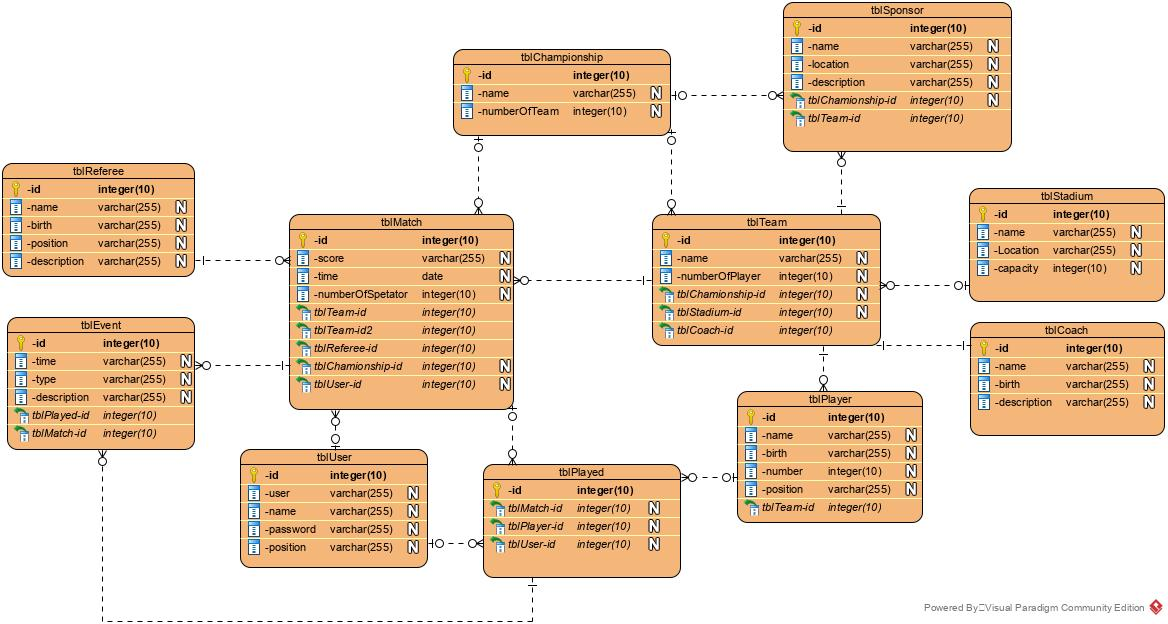 tblSponsor
-id integer(10)
-name varchar(255) N
-location varchar(255) N
-description varchar(255) N
tblChamionship-id integer(10) N
tblTeam-id integer(10)
tblChampionship
-id integer(10)
-name varchar(255) N
-numberOfTeam integer(10) N
tblReferee
-id integer(10)
-name varchar(255) N
-birth varchar(255) N
-position varchar(255) N
-description varchar(255) N
tblMatch
-id integer(10)
-score varchar(255) N
-time date N
-numberOfSpetator integer(10) N
tblTeam-id integer(10)
tblTeam-id2 integer(10)
tblReferee-id integer(10)
tblChamionship-id integer(10) N
tblUser-id integer(10) N
tblTeam
-id integer(10)
-name varchar(255) N
-numberOfPlayer integer(10) N
tblChamionship-id integer(10) N
tblStadium-id integer(10) N
tblCoach-id integer(10)
tblStadium
-id integer(10)
-name varchar(255) N
-Location varchar(255) N
-capacity integer(10) N
tblEvent
-id integer(10)
-time varchar(255) N
-type varchar(255) N
-description varchar(255) N
tblPlayed-id integer(10)
tblMatch-id integer(10)
tblCoach
-id integer(10)
-name varchar(255) N
-birth varchar(255) N
-description varchar(255) N
tblUser
-id integer(10)
-user varchar(255) N
-name varchar(255) N
-password varchar(255) N
-position varchar(255) N
tblPlayed
-id integer(10)
tblMatch-id integer(10) N
tblPlayer-id integer(10) N
tblUser-id integer(10) N
tblPlayer
-id integer(10)
-name varchar(255) N
-birth varchar(255) N
-number integer(10) N
-position varchar(255) N
tblTeam-id integer(10)
Powered By Visual Paradigm Community Edition